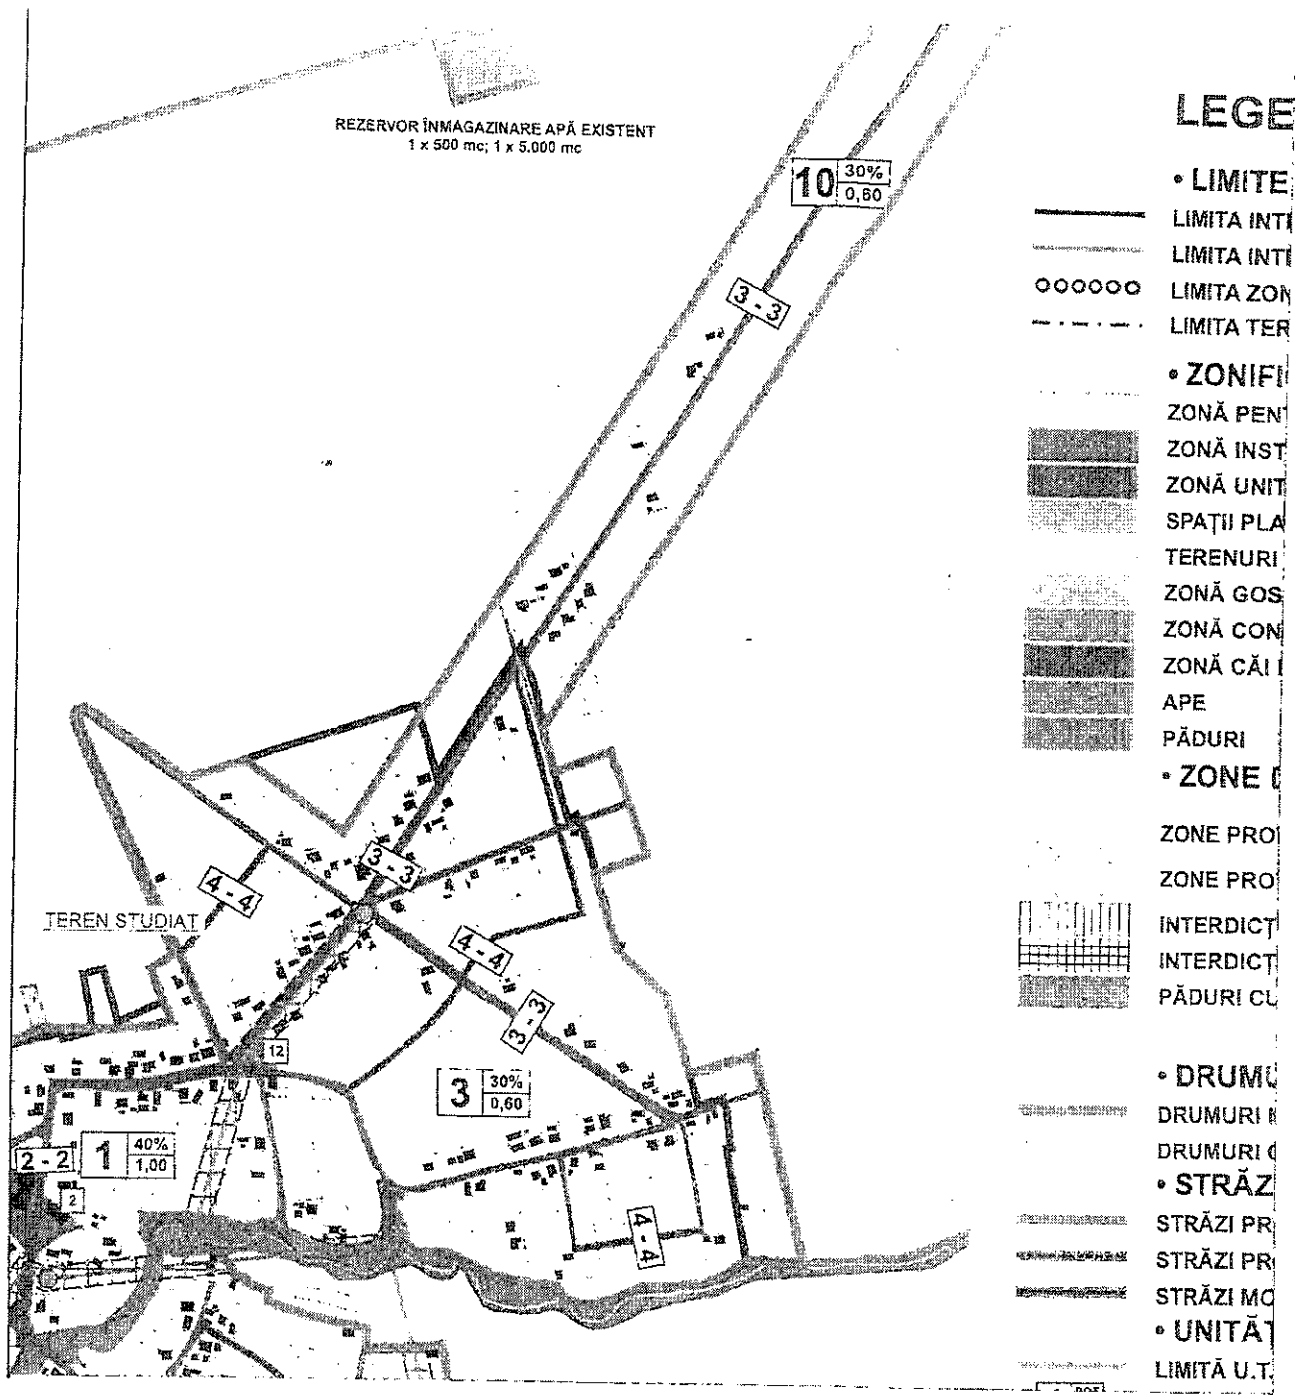 REZERVOR ÎNMAGAZINARE APĂ EXISTENT
1 x 500 mc; 1 x 5.000 mc
10 30%
0,60
3 - 3
3 - 3
4 - 4
TEREN STUDIAT
4 - 4
3 - 3
12
3 30%
0,60
1 40%
1,00
2 - 2
2
4 - 4
LEGE
• LIMITE
LIMITA INT
LIMITA INT
LIMITA ZON
LIMITA TER
• ZONIFI
ZONĂ PEN
ZONĂ INST
ZONĂ UNIT
SPAȚII PLA
TERENURI
ZONĂ GOS
ZONĂ CON
ZONĂ CĂI
APE
PĂDURI
• ZONE
ZONE PRO
ZONE PRO
INTERDICȚ
INTERDICȚ
PĂDURI CU
• DRUMU
DRUMURI
DRUMURI
• STRĂZ
STRĂZI PR
STRĂZI PR
STRĂZI MO
• UNITĂȚ
LIMITĂ U.T.